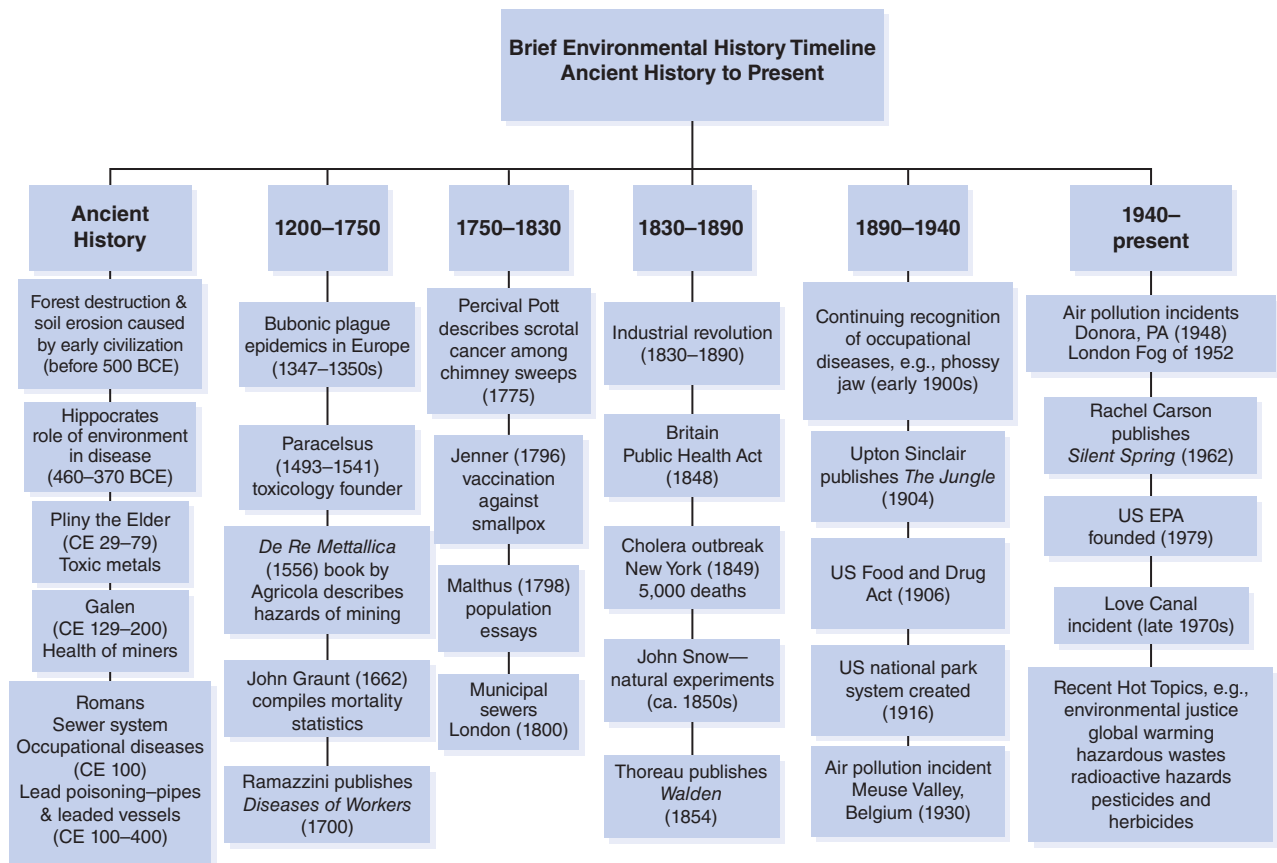 Brief Environmental History Timeline
Ancient History to Present
Ancient
History
Forest destruction &
soil erosion caused
by early civilization
(before 500 BCE)
Hippocrates
role of environment
in disease
(460–370 BCE)
Pliny the Elder
(CE 29–79)
Toxic metals
Galen
(CE 129–200)
Health of miners
Romans
Sewer system
Occupational diseases
(CE 100)
Lead poisoning–pipes
& leaded vessels
(CE 100–400)
1200–1750
Bubonic plague
epidemics in Europe
(1347–1350s)
Paracelsus
(1493–1541)
toxicology founder
De Re Mettallica
(1556) book by
Agricola describes
hazards of mining
John Graunt (1662)
compiles mortality
statistics
Ramazzini publishes
Diseases of Workers
(1700)
1750–1830
Percival Pott
describes scrotal
cancer among
chimney sweeps
(1775)
Jenner (1796)
vaccination
against
smallpox
Malthus (1798)
population
essays
Municipal
sewers
London (1800)
1830–1890
Industrial revolution
(1830–1890)
Britain
Public Health Act
(1848)
Cholera outbreak
New York (1849)
5,000 deaths
John Snow—
natural experiments
(ca. 1850s)
Thoreau publishes
Walden
(1854)
1890–1940
Continuing recognition
of occupational
diseases, e.g., phossy
jaw (early 1900s)
Upton Sinclair
publishes The Jungle
(1904)
US Food and Drug
Act (1906)
US national park
system created
(1916)
Air pollution incident
Meuse Valley,
Belgium (1930)
1940–
present
Air pollution incidents
Donora, PA (1948)
London Fog of 1952
Rachel Carson
publishes
Silent Spring (1962)
US EPA
founded (1979)
Love Canal
incident (late 1970s)
Recent Hot Topics, e.g.,
environmental justice
global warming
hazardous wastes
radioactive hazards
pesticides and
herbicides